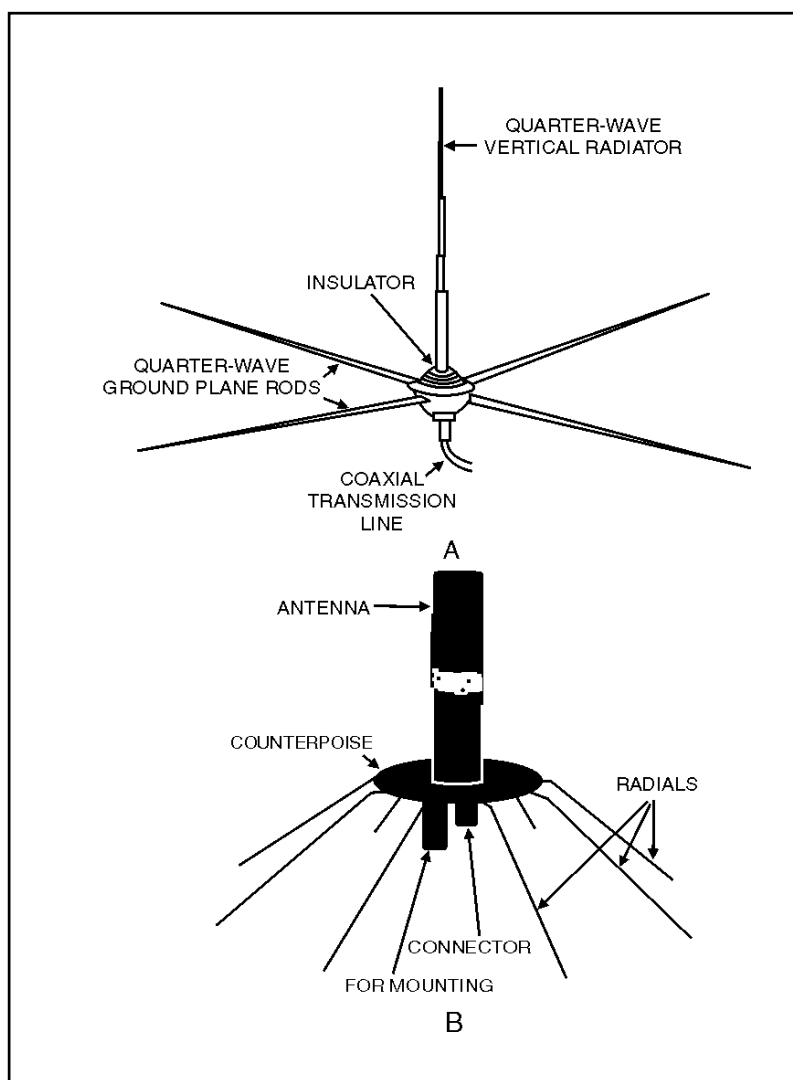 QUARTER-WAVE
VERTICAL RADIATOR
INSULATOR
QUARTER-WAVE
GROUND PLANE RODS
COAXIAL
TRANSMISSION
LINE
A
ANTENNA
COUNTERPOISE
RADIALS
CONNECTOR
FOR MOUNTING
B